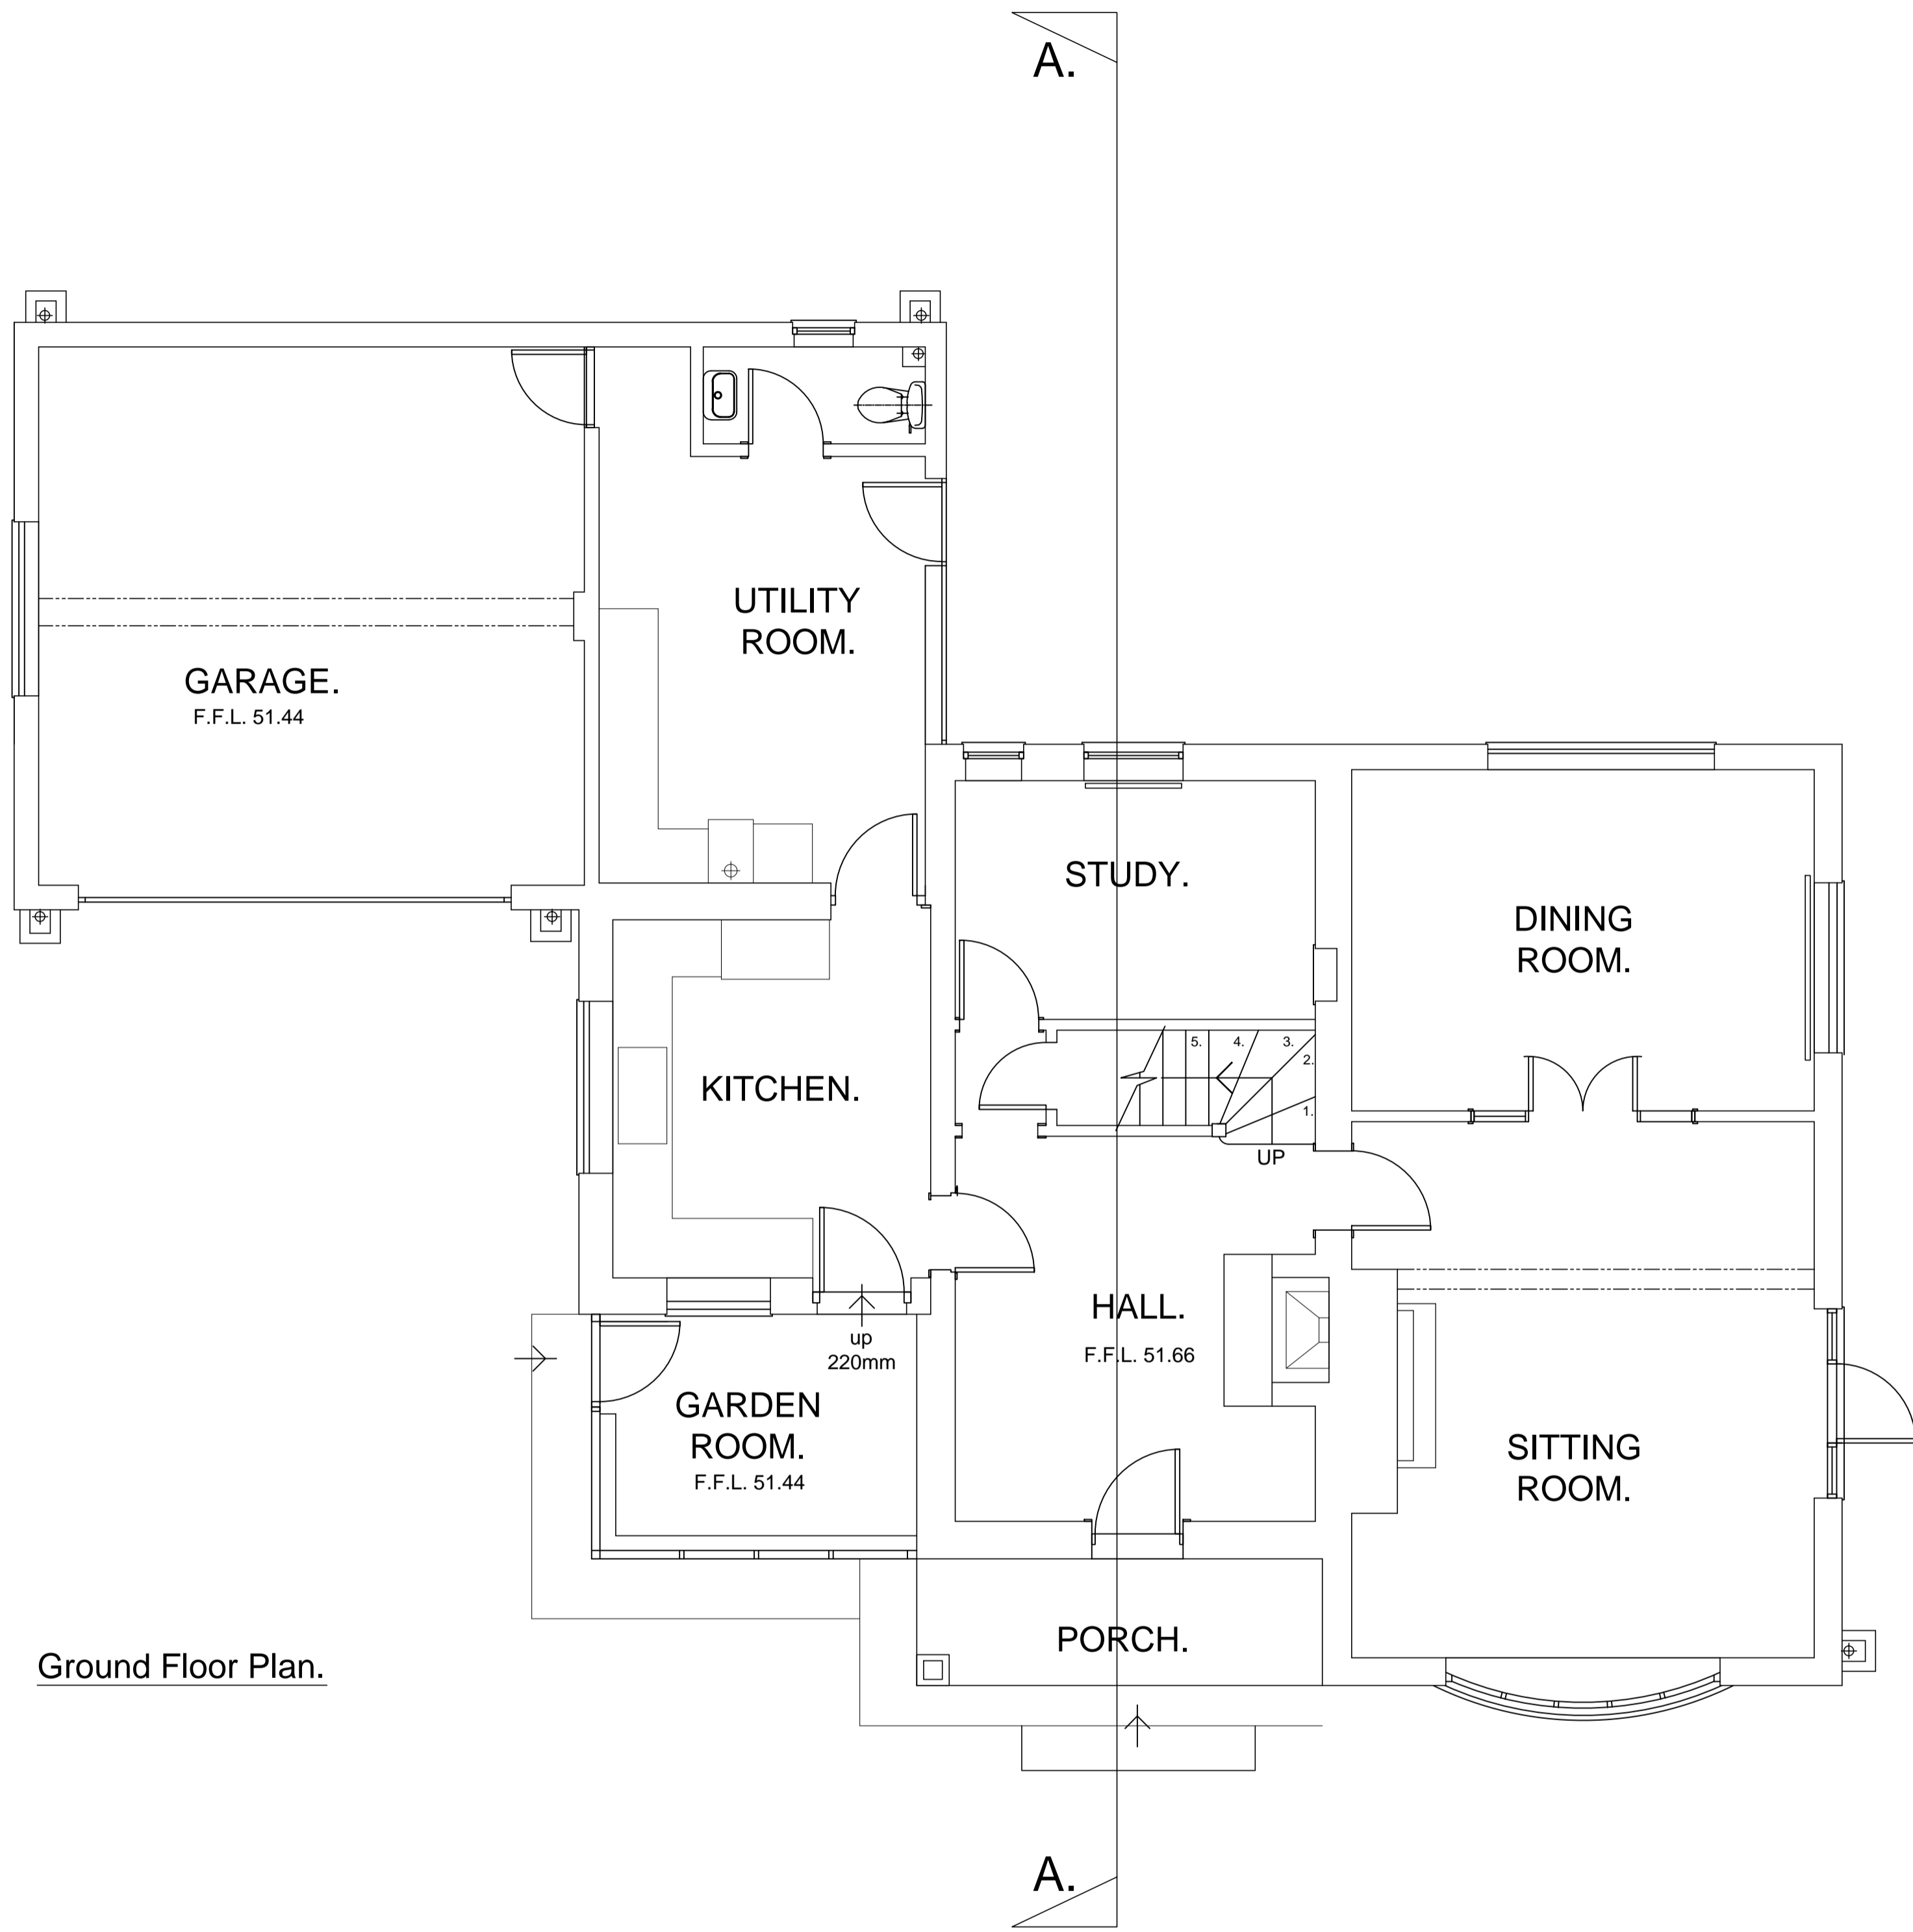 A.
UTILITY
ROOM.
GARAGE.
F.F.L. 51.44
STUDY.
DINING
ROOM.
KITCHEN.
5.
4.
3.
2.
1.
UP
HALL.
F.F.L. 51.66
up
220mm
GARDEN
ROOM.
F.F.L. 51.44
SITTING
ROOM.
PORCH.
Ground Floor Plan.
A.